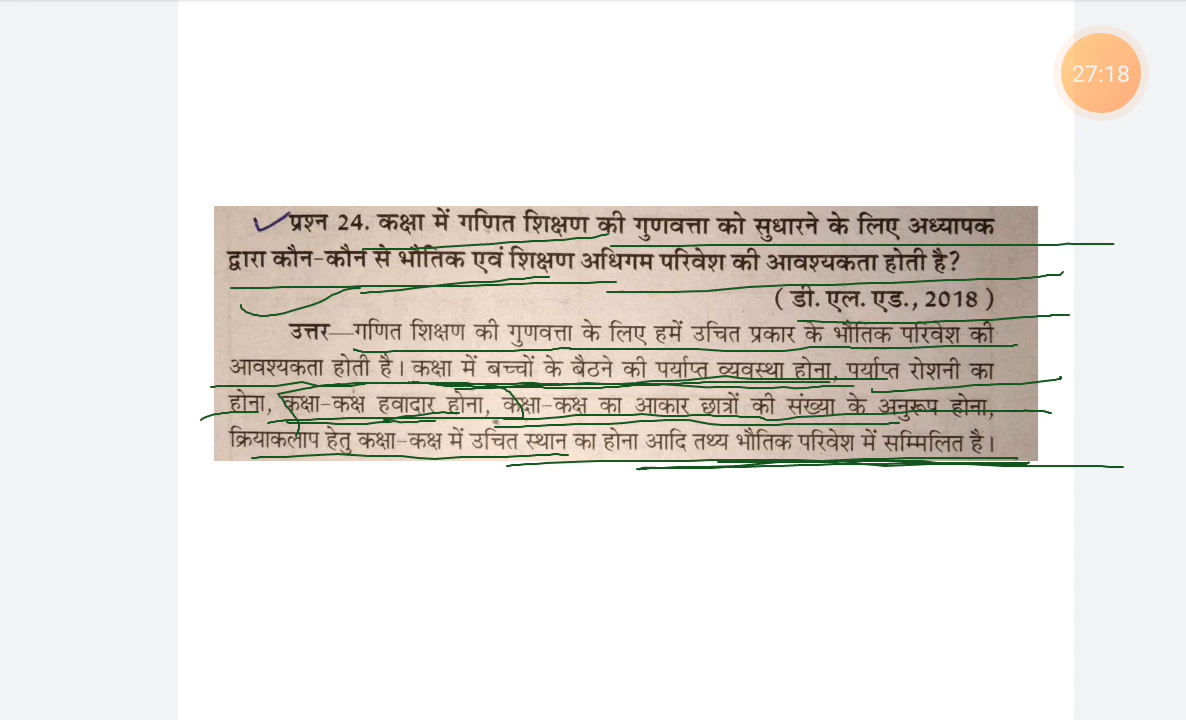 27:18
प्रश्न 24. कक्षा में गणित शिक्षण की गुणवत्ता को सुधारने के लिए अध्यापक
द्वारा कौन-कौन से भौतिक एवं शिक्षण अधिगम परिवेश की आवश्यकता होती है?
( डी. एल. एड., 2018 )
उत्तर—गणित शिक्षण की गुणवत्ता के लिए हमें उचित प्रकार के भौतिक परिवेश की
आवश्यकता होती है। कक्षा में बच्चों के बैठने की पर्याप्त व्यवस्था होना, पर्याप्त रोशनी का
होना, कक्षा-कक्ष हवादार होना, कक्षा-कक्ष का आकार छात्रों की संख्या के अनुरूप होना,
क्रियाकलाप हेतु कक्षा-कक्ष में उचित स्थान का होना आदि तथ्य भौतिक परिवेश में सम्मिलित है।